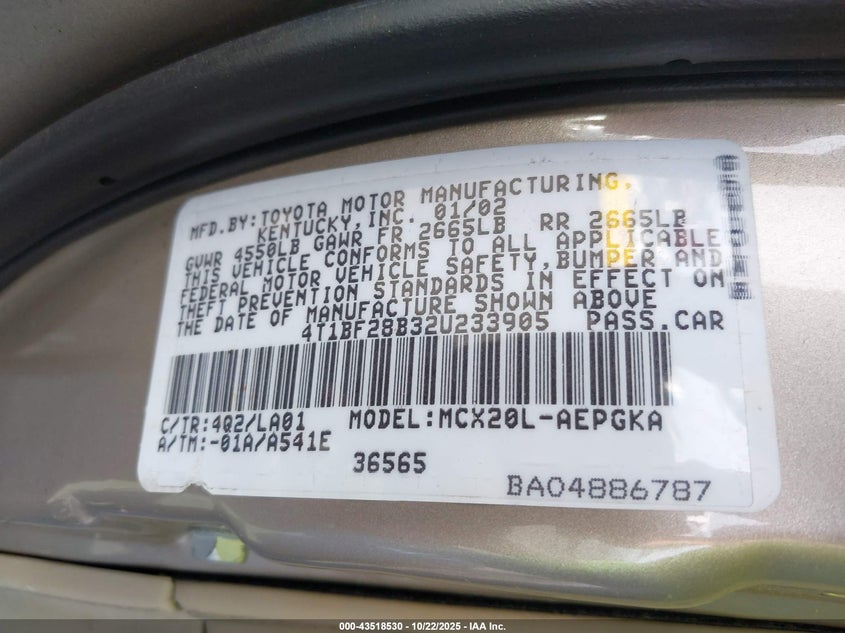 MFD.BY:TOYOTA MOTOR MANUFACTURING,
KENTUCKY,INC. 01/02
GVWR 4550LB GAWR FR 2665LB RR 2665LB
THIS VEHICLE CONFORMS TO ALL APPLICABLE
FEDERAL MOTOR VEHICLE SAFETY,BUMPER AND
THEFT PREVENTION STANDARDS IN EFFECT ON
THE DATE OF MANUFACTURE SHOWN ABOVE
4T1BF28B32U233905 PASS.CAR
C/TR:4Q2/LA01 MODEL:MCX20L-AEPGKA
A/TM:-01A/A541E
36565
BA04886787
000-43518530 - 10/22/2025 - IAA Inc.